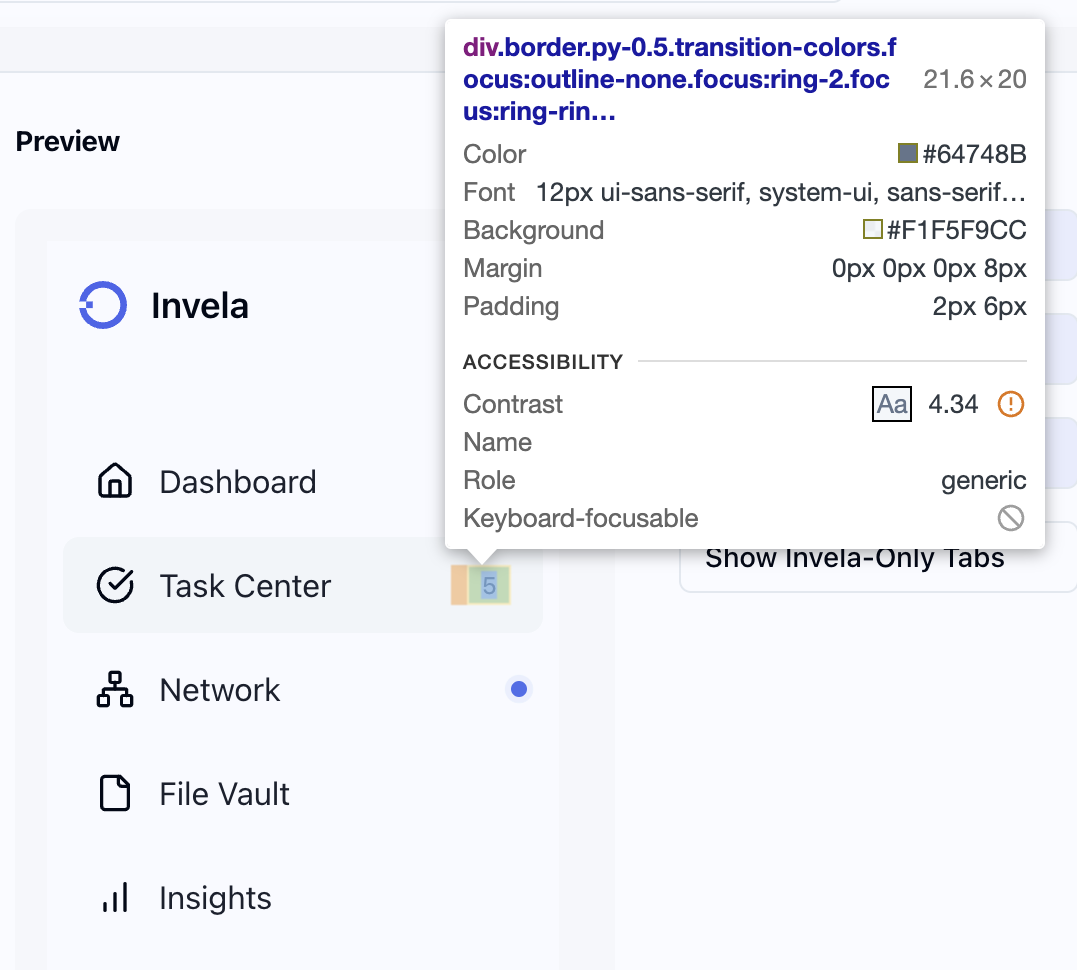 div.border.py-0.5.transition-colors.f
ocus:outline-none.focus:ring-2.foc
us:ring-rin…
21.6×20
Color #64748B
Font 12px ui-sans-serif, system-ui, sans-serif…
Background #F1F5F9CC
Margin 0px 0px 0px 8px
Padding 2px 6px
ACCESSIBILITY
Contrast Aa 4.34
Name
Role generic
Keyboard-focusable
Preview
Invela
Dashboard
Task Center 5
Network
File Vault
Insights
Show Invela-Only Tabs